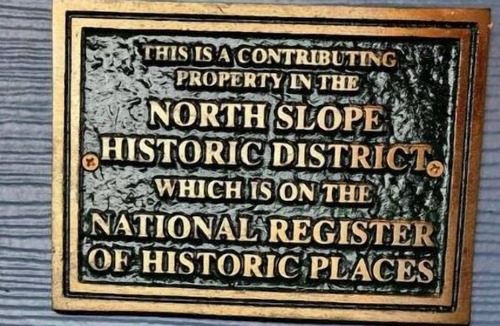 THIS IS A CONTRIBUTING
PROPERTY IN THE
NORTH SLOPE
HISTORIC DISTRICT,
WHICH IS ON THE
NATIONAL REGISTER
OF HISTORIC PLACES